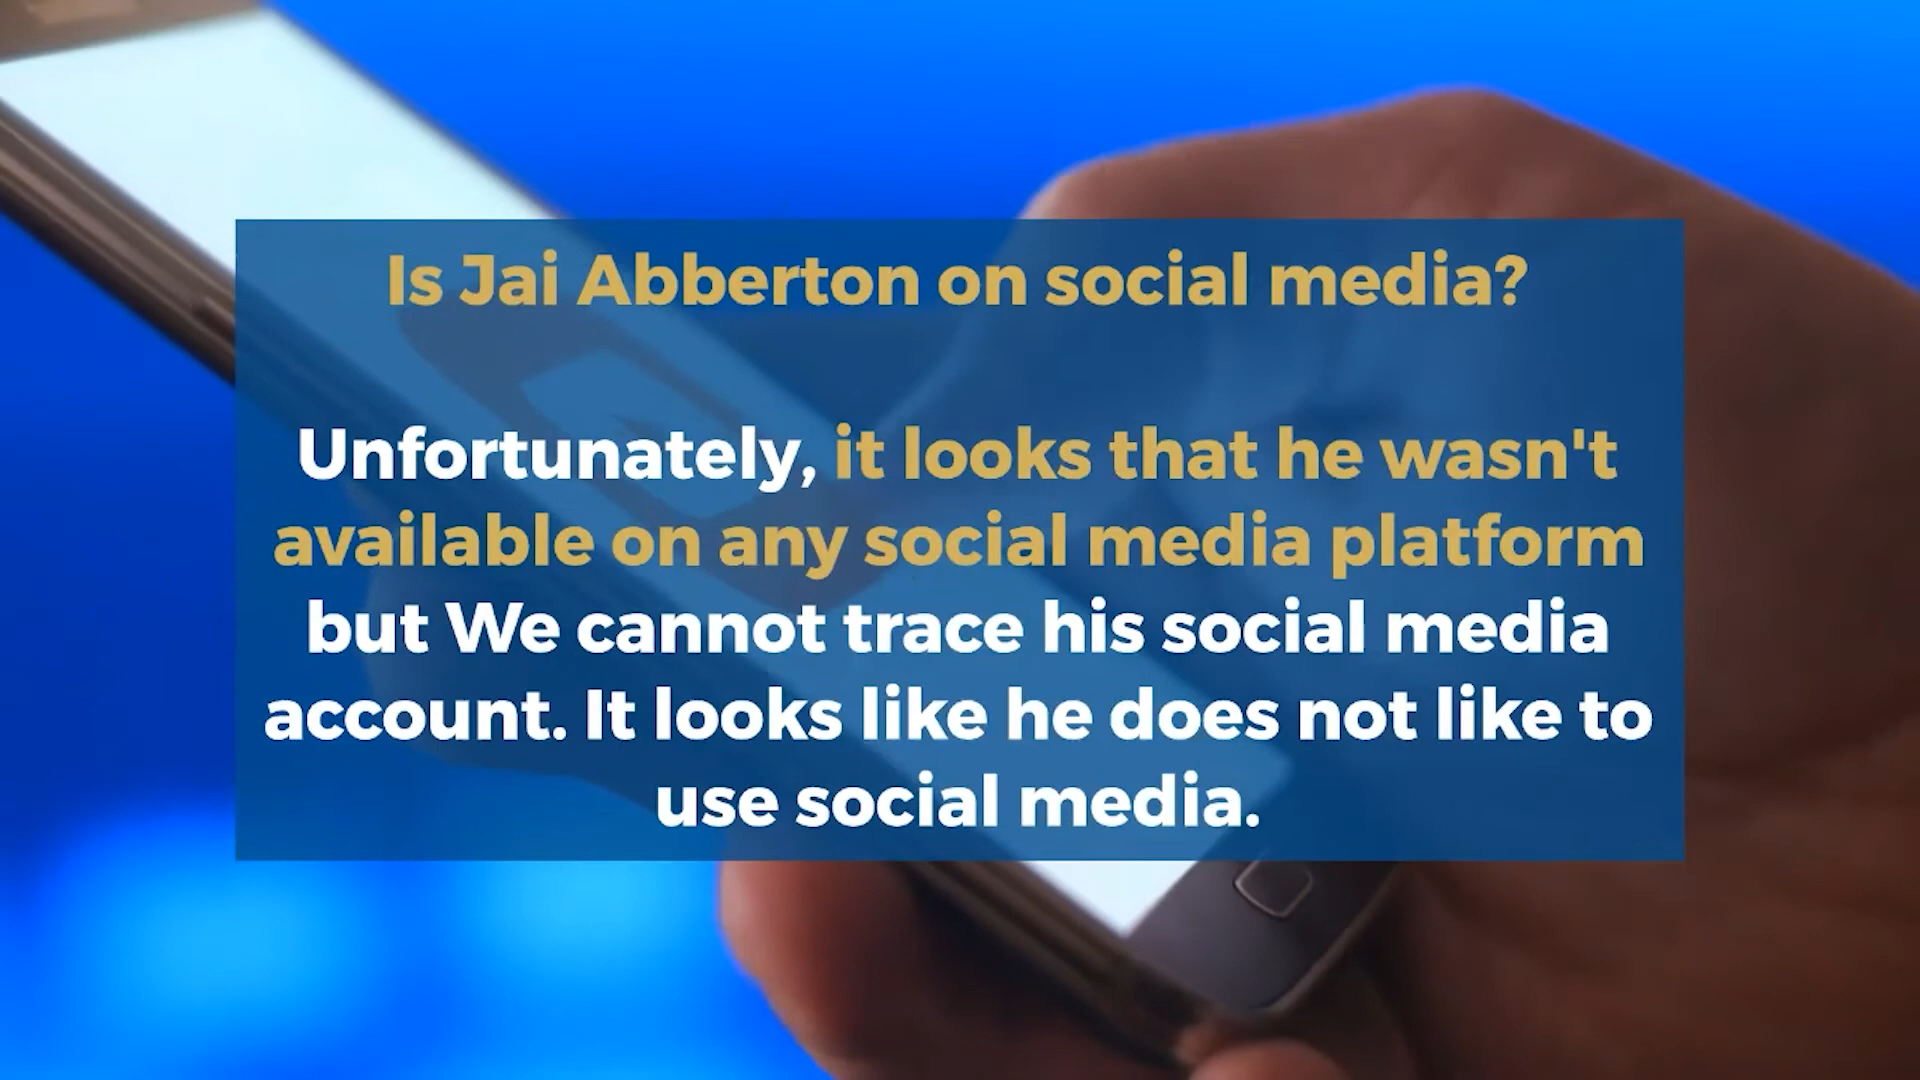 Is Jai Abberton on social media?
Unfortunately, it looks that he wasn't
available on any social media platform
but We cannot trace his social media
account. It looks like he does not like to
use social media.